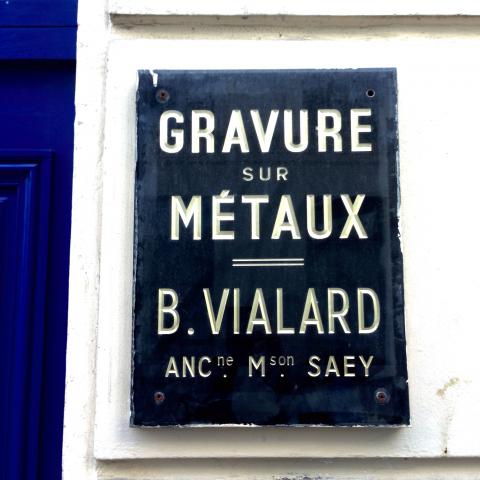 GRAVURE
SUR
MÉTAUX
B. VIALARD
ANCⁿᵉ. Mˢᵒⁿ. SAEY